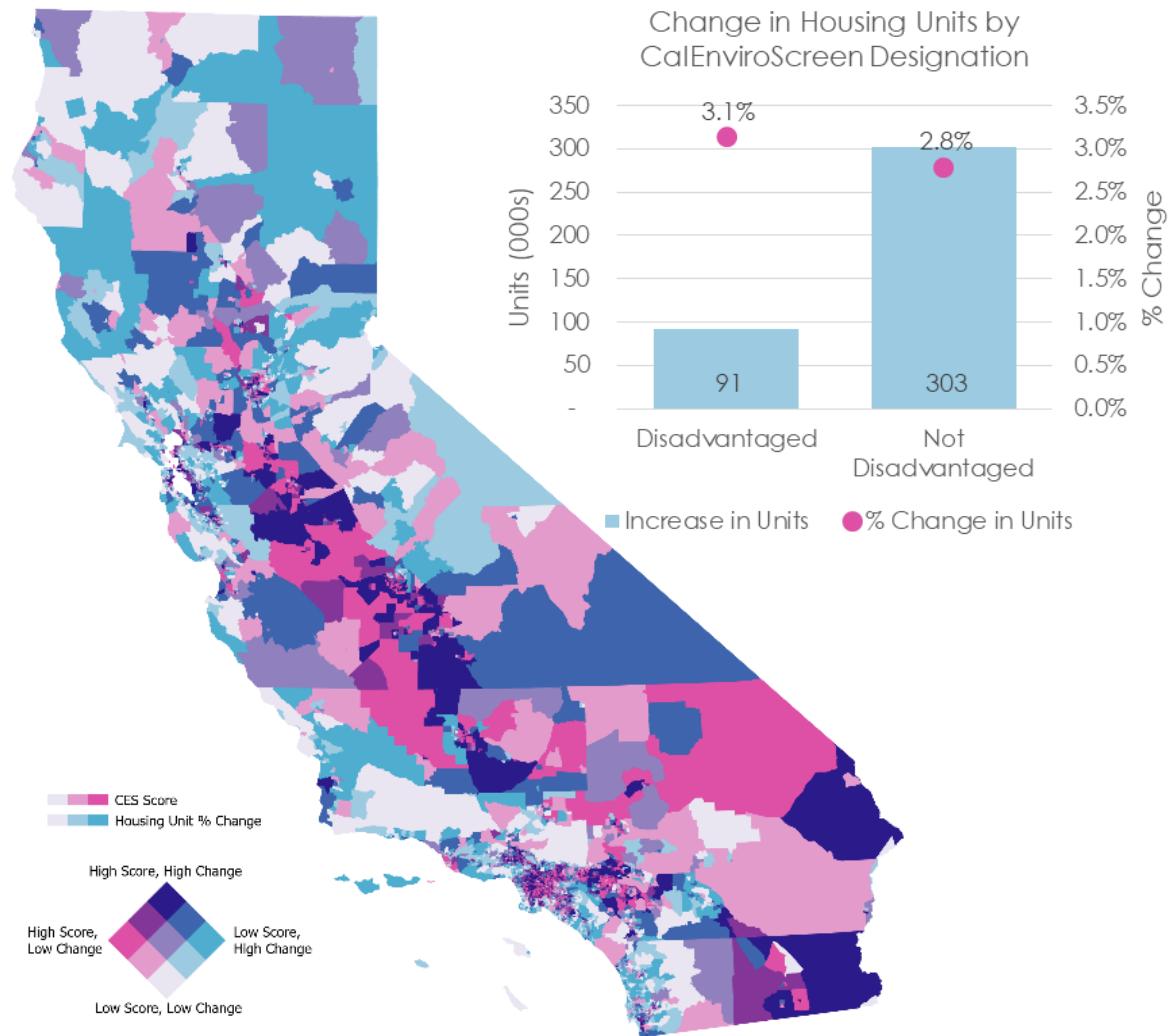 Change in Housing Units by
CalEnviroScreen Designation
350
300
250
200
150
100
50
-
Units (000s)
3.1%
2.8%
91
303
3.5%
3.0%
2.5%
2.0%
1.5%
1.0%
0.5%
0.0%
% Change
Disadvantaged
Not
Disadvantaged
Increase in Units
% Change in Units
CES Score
Housing Unit % Change
High Score, High Change
High Score,
Low Change
Low Score,
High Change
Low Score, Low Change